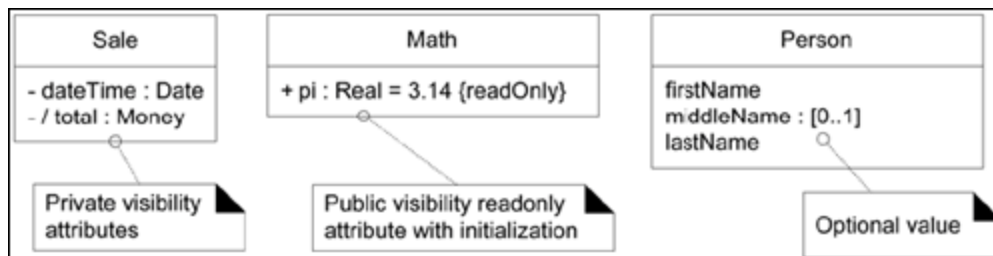 Sale
- dateTime : Date
- / total : Money
Private visibility
attributes
Math
+ pi : Real = 3.14 {readOnly}
Public visibility readonly
attribute with initialization
Person
firstName
middleName : [0..1]
lastName
Optional value